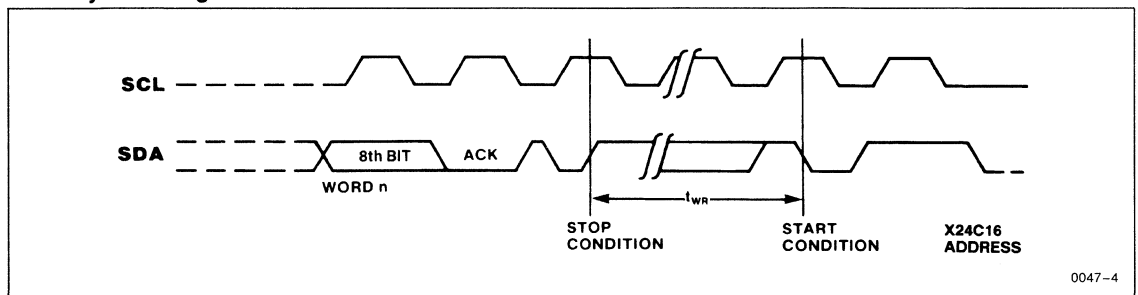 SCL
SDA
8th BIT
ACK
WORD n
tWR
STOP
CONDITION
START
CONDITION
X24C16
ADDRESS
0047-4